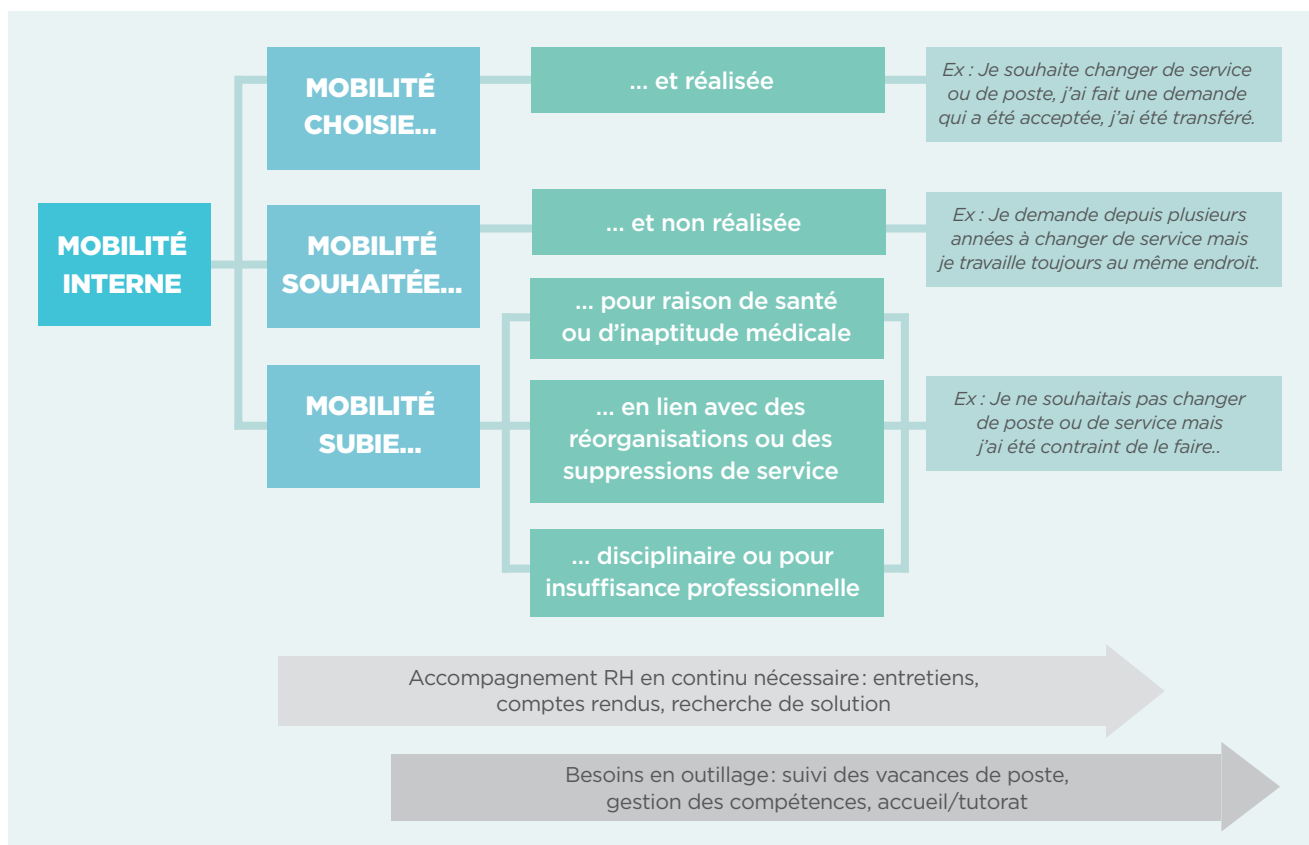 MOBILITÉ
INTERNE
MOBILITÉ
CHOISIE...
... et réalisée
Ex : Je souhaite changer de service
ou de poste, j’ai fait une demande
qui a été acceptée, j’ai été transféré.
MOBILITÉ
SOUHAITÉE...
... et non réalisée
Ex : Je demande depuis plusieurs
années à changer de service mais
je travaille toujours au même endroit.
MOBILITÉ
SUBIE...
... pour raison de santé
ou d’inaptitude médicale
... en lien avec des
réorganisations ou des
suppressions de service
... disciplinaire ou pour
insuffisance professionnelle
Ex : Je ne souhaitais pas changer
de poste ou de service mais
j’ai été contraint de le faire..
Accompagnement RH en continu nécessaire : entretiens,
comptes rendus, recherche de solution
Besoins en outillage : suivi des vacances de poste,
gestion des compétences, accueil/tutorat